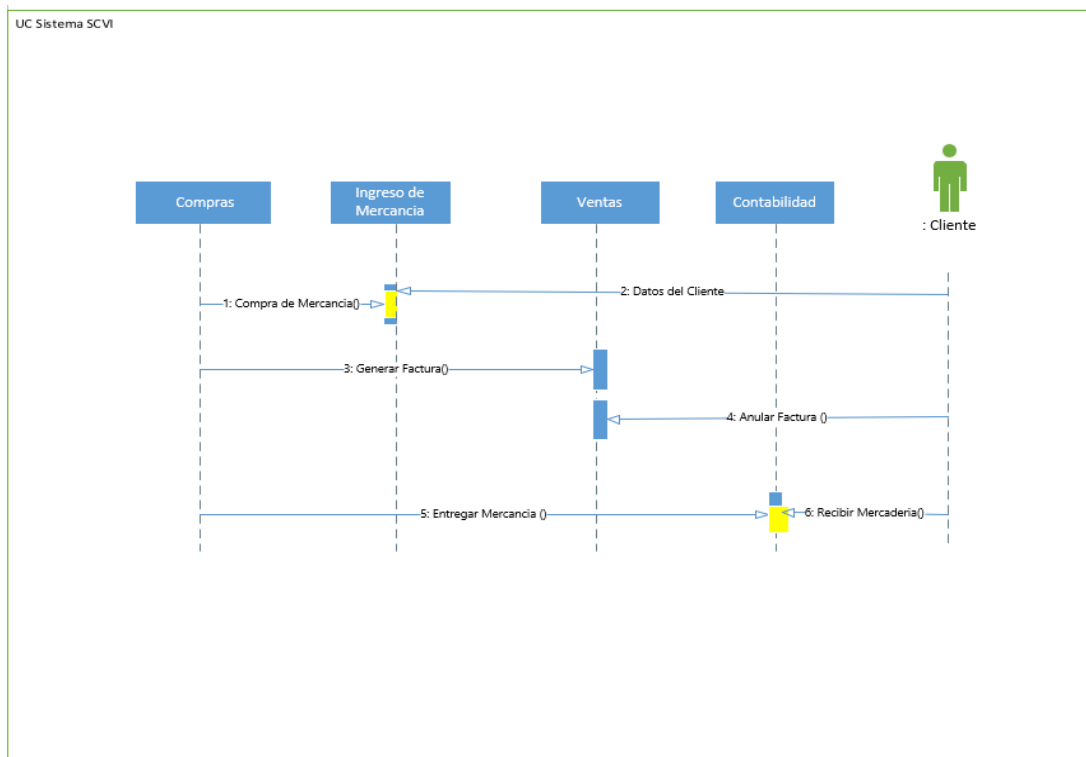 UC Sistema SCVI
Compras
Ingreso de
Mercancia
Ventas
Contabilidad
: Cliente
2: Datos del Cliente
1: Compra de Mercancia()
3: Generar Factura()
4: Anular Factura ()
5: Entregar Mercancia ()
6: Recibir Mercaderia()